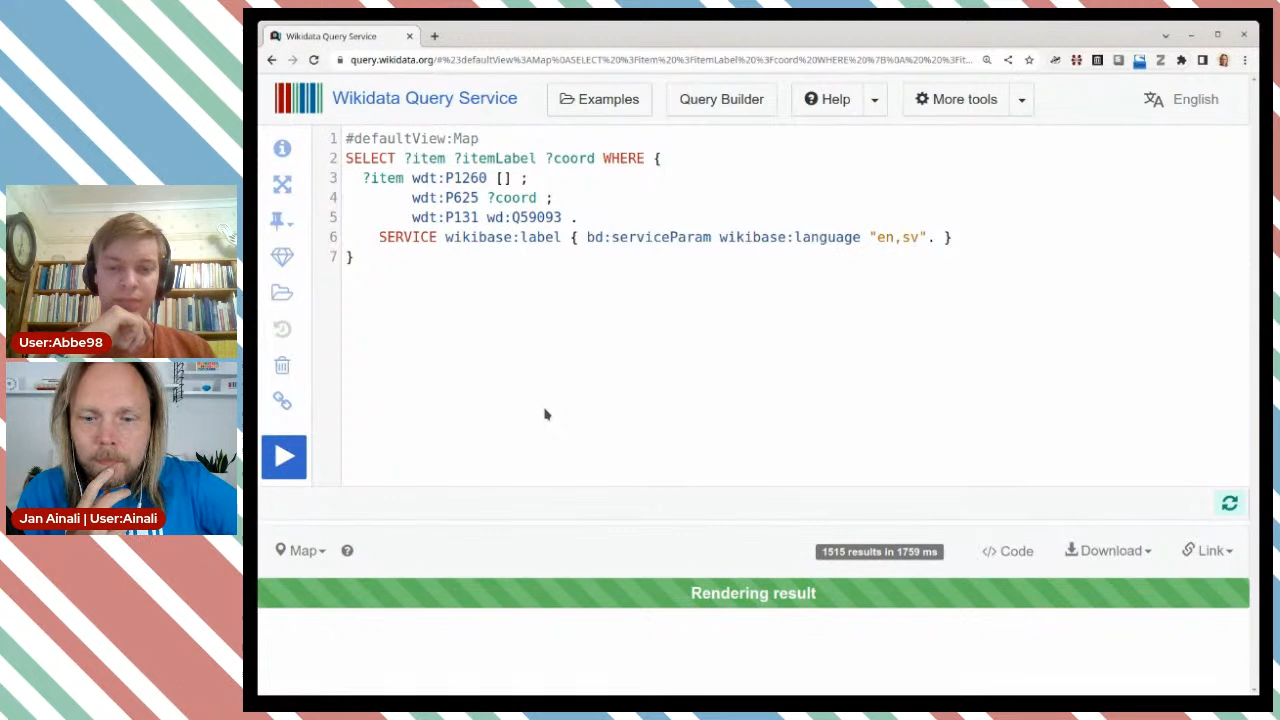 Wikidata Query Service
query.wikidata.org/#%23defaultView%3AMap%0ASELECT%20%3Fitem%20%3FitemLabel%20%3Fcoord%20WHERE%20%7B%0A%20%20%3Fit...
Wikidata Query Service
Examples
Query Builder
Help
More tools
English
1 #defaultView:Map
2 SELECT ?item ?itemLabel ?coord WHERE {
3 ?item wdt:P1260 [] ;
4 wdt:P625 ?coord ;
5 wdt:P131 wd:Q59093 .
6 SERVICE wikibase:label { bd:serviceParam wikibase:language "en,sv". }
7 }
User:Abbe98
Jan Ainali | User:Ainali
Map
1515 results in 1759 ms
</> Code
Download
Link
Rendering result